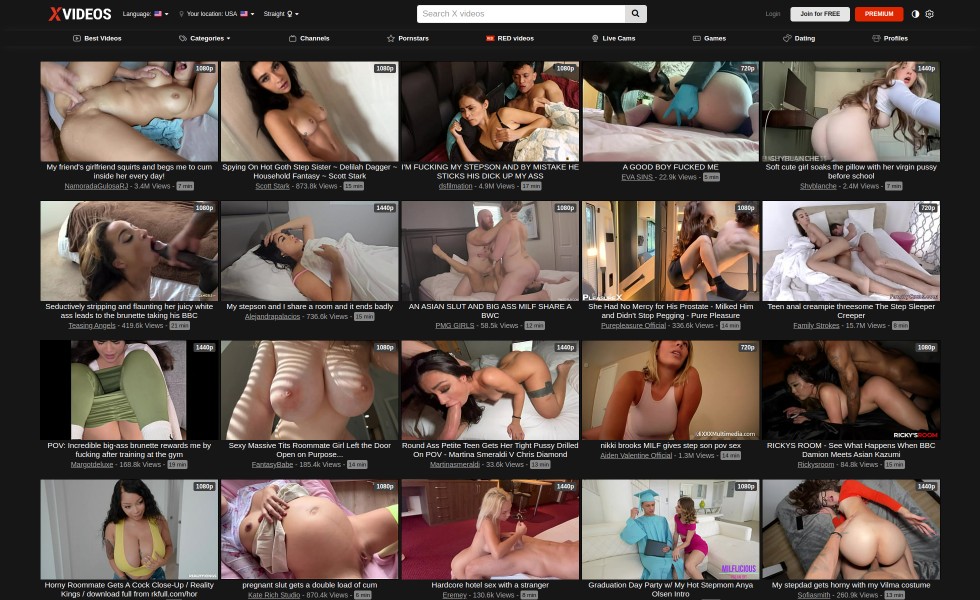 XVIDEOS
Language:
Your location: USA
Straight
Search X videos
Login
Join for FREE
PREMIUM
Best Videos
Categories
Channels
Pornstars
RED videos
Live Cams
Games
Dating
Profiles
1080p
1080p
1080p
720p
1440p
My friend's girlfriend squirts and begs me to cum
inside her every day!
NamoradaGulosaRJ - 3.4M Views - 7 min
Spying On Hot Goth Step Sister ~ Delilah Dagger ~
Household Fantasy ~ Scott Stark
Scott Stark - 873.8k Views - 15 min
I'M FUCKING MY STEPSON AND BY MISTAKE HE
STICKS HIS DICK UP MY ASS
dsfilmation - 4.9M Views - 17 min
A GOOD BOY FUCKED ME
EVA SINS - 22.9k Views - 5 min
Soft cute girl soaks the pillow with her virgin pussy
before school
Shyblanche - 2.4M Views - 7 min
1080p
1440p
1080p
1080p
720p
Seductively stripping and flaunting her juicy white
ass leads to the brunette taking his BBC
Teasing Angels - 419.6k Views - 21 min
My stepson and I share a room and it ends badly
Alejandrapalacios - 736.6k Views - 15 min
AN ASIAN SLUT AND BIG ASS MILF SHARE A
BWC
PMG GIRLS - 58.5k Views - 12 min
She Had No Mercy for His Prostate - Milked Him
and Didn't Stop Pegging - Pure Pleasure
Purepleasure Official - 336.6k Views - 14 min
Teen anal creampie threesome The Step Sleeper
Creeper
Family Strokes - 15.7M Views - 8 min
1440p
1080p
1440p
720p
1080p
XXXMultimedia.com
RICKY'S ROOM
POV: Incredible big-ass brunette rewards me by
fucking after training at the gym
Margotdeluxe - 168.8k Views - 19 min
Sexy Massive Tits Roommate Girl Left the Door
Open on Purpose...
FantasyBabe - 185.4k Views - 14 min
Round Ass Petite Teen Gets Her Tight Pussy Drilled
On POV - Martina Smeraldi V Chris Diamond
Martinasmeraldi - 33.6k Views - 13 min
nikki brooks MILF gives step son pov sex
Aiden Valentine Official - 1.3M Views - 14 min
RICKYS ROOM - See What Happens When BBC
Damion Meets Asian Kazumi
Rickysroom - 84.8k Views - 15 min
1080p
1080p
1440p
1080p
1440p
MILFLICIOUS
Horny Roommate Gets A Cock Close-Up / Reality
Kings / download full from rkfull.com/hor
pregnant slut gets a double load of cum
Kate Rich Studio - 870.4k Views - 6 min
Hardcore hotel sex with a stranger
Eremey - 130.6k Views - 8 min
Graduation Day Party w/ My Hot Stepmom Anya
Olsen Intro
My stepdad gets horny with my Vilma costume
Sofiasmith - 260.9k Views - 13 min